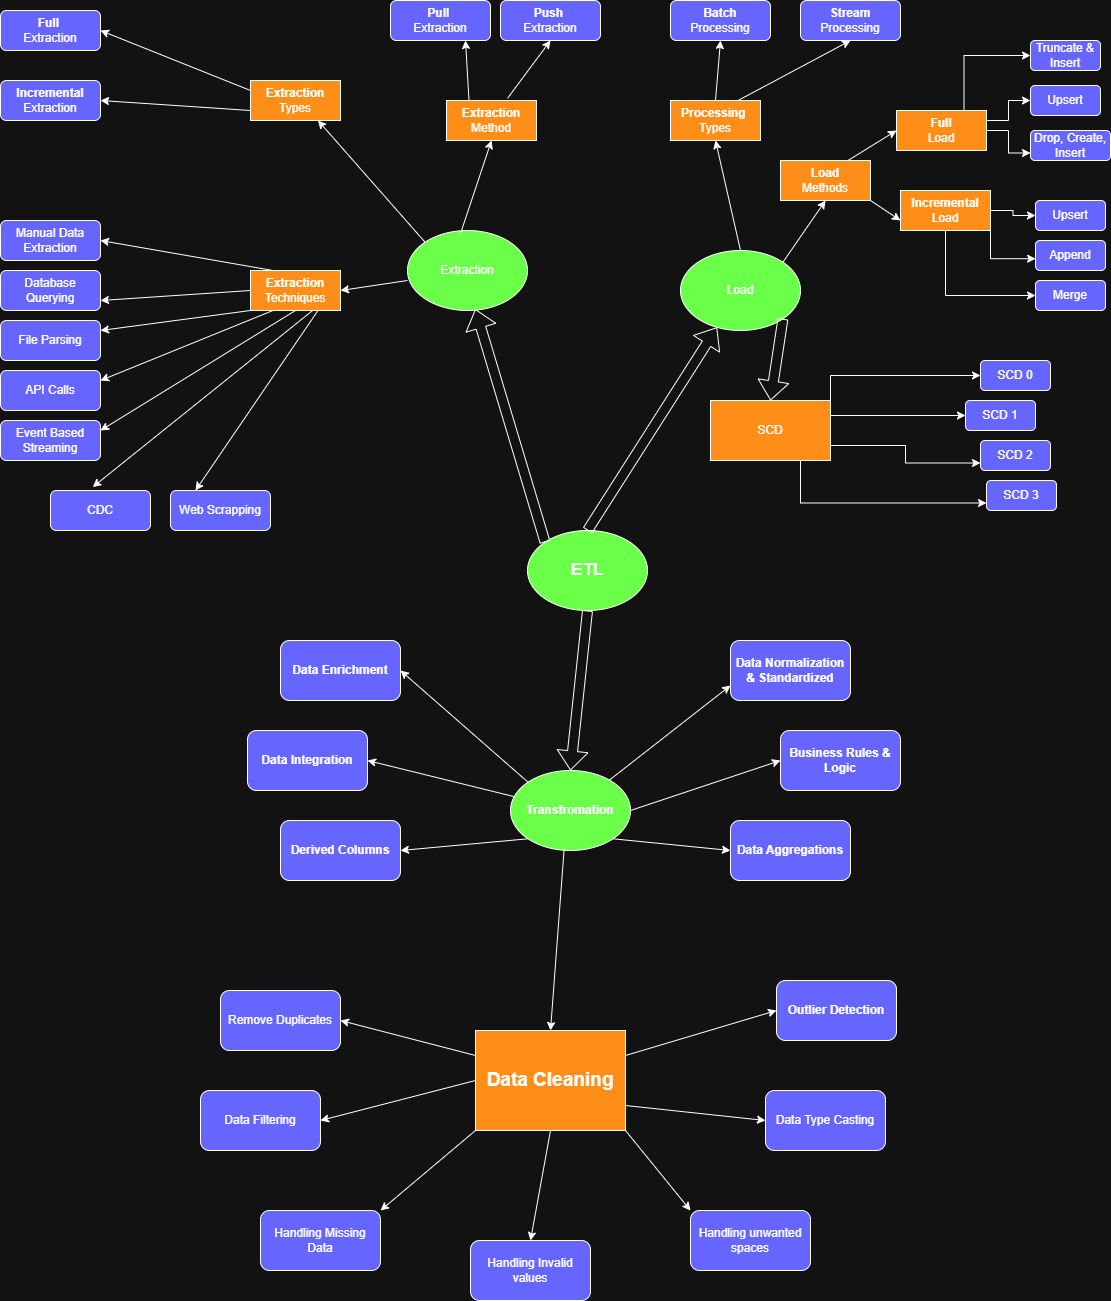 Full
Extraction
Pull
Extraction
Push
Extraction
Batch
Processing
Stream
Processing
Incremental
Extraction
Extraction
Types
Extraction
Method
Processing
Types
Truncate &
Insert
Upsert
Full
Load
Drop, Create,
Insert
Load
Methods
Incremental
Load
Upsert
Append
Merge
Manual Data
Extraction
Database
Querying
File Parsing
API Calls
Event Based
Streaming
CDC
Web Scrapping
Extraction
Techniques
Extraction
Load
SCD
SCD 0
SCD 1
SCD 2
SCD 3
ETL
Data Enrichment
Data Normalization
& Standardized
Data Integration
Business Rules &
Logic
Transfromation
Derived Columns
Data Aggregations
Remove Duplicates
Outlier Detection
Data Cleaning
Data Filtering
Data Type Casting
Handling Missing
Data
Handling Invalid
values
Handling unwanted
spaces